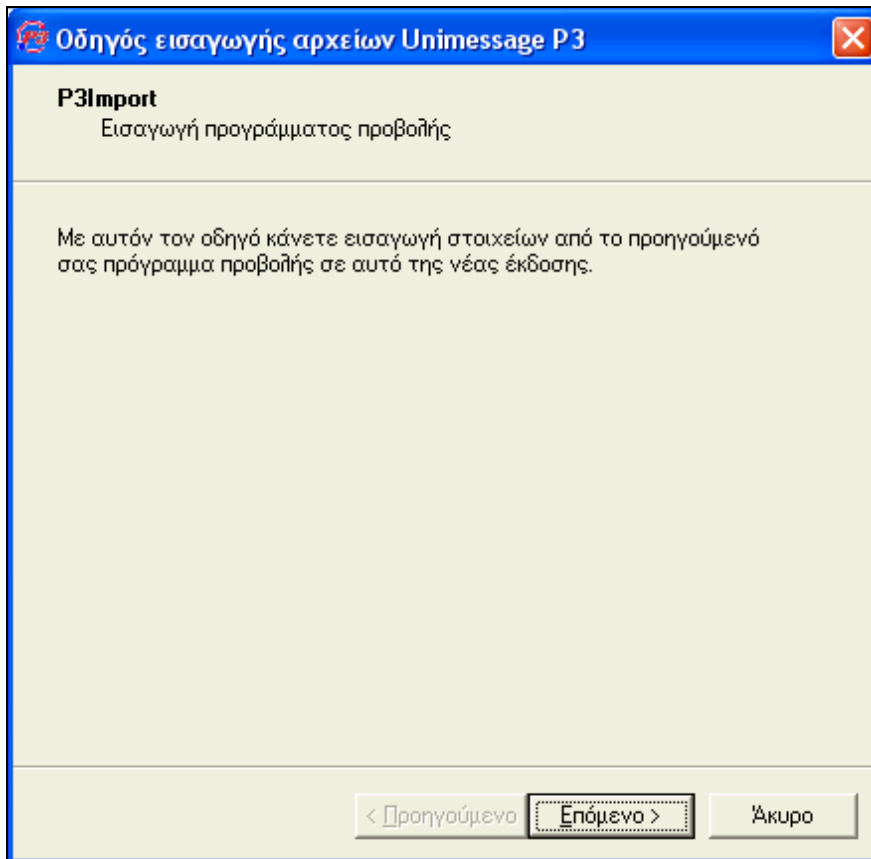 Οδηγός εισαγωγής αρχείων Unimessage P3
P3Import
Εισαγωγή προγράμματος προβολής
Με αυτόν τον οδηγό κάνετε εισαγωγή στοιχείων από το προηγούμενό
σας πρόγραμμα προβολής σε αυτό της νέας έκδοσης.
< Προηγούμενο Επόμενο > Άκυρο